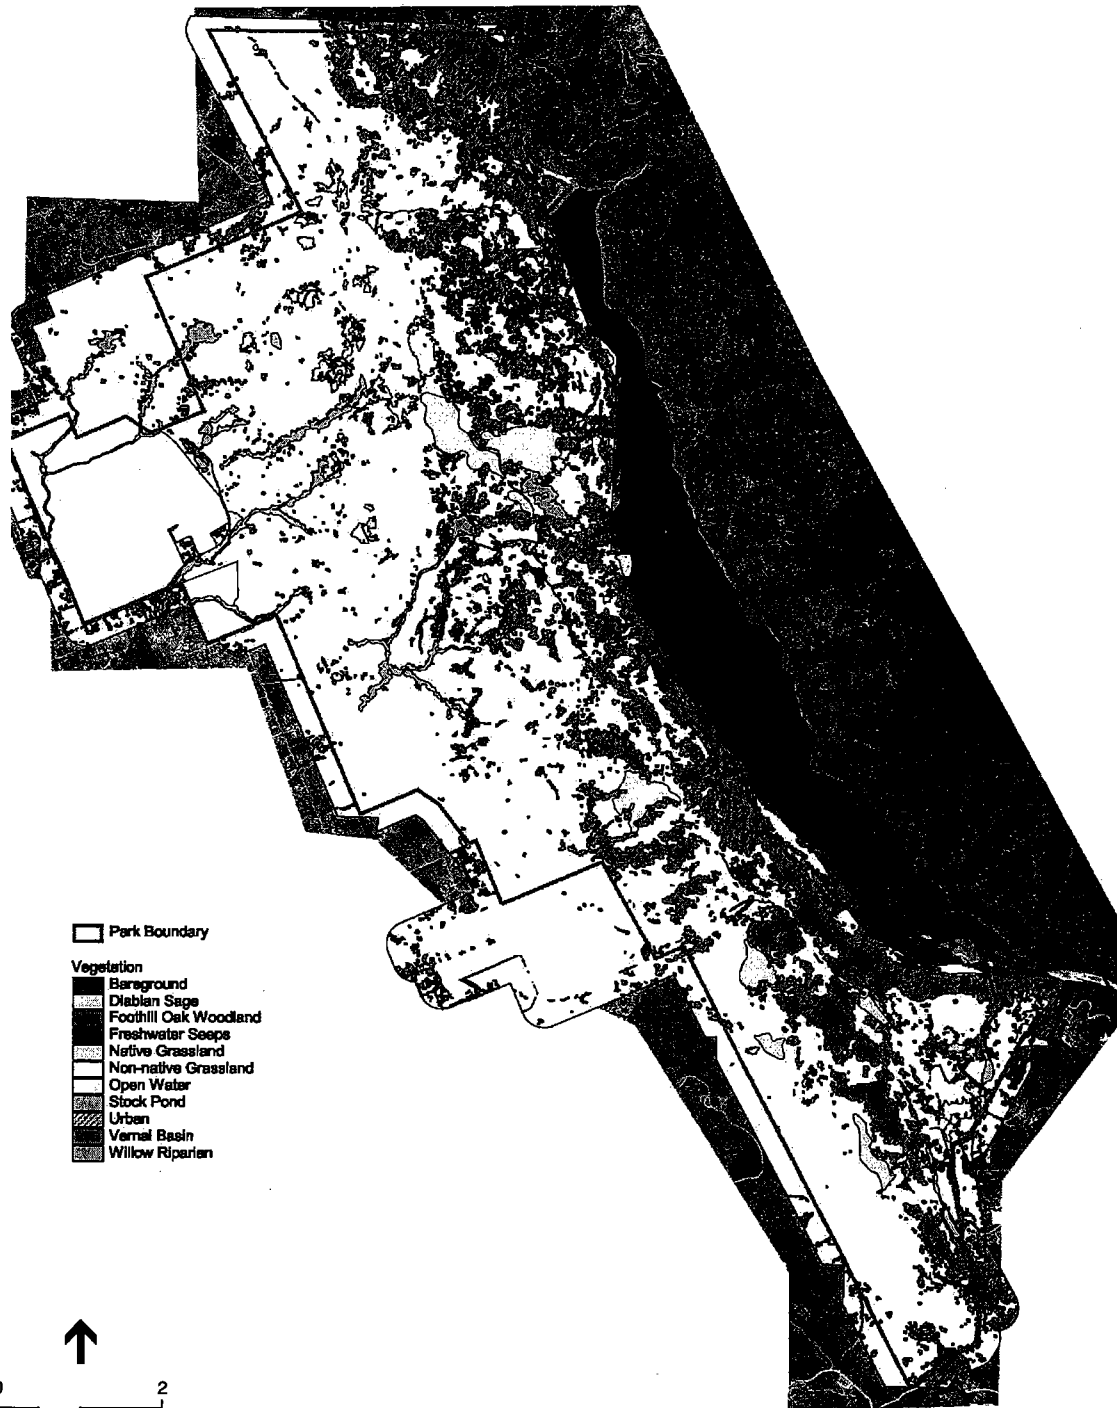 Park Boundary
Vegetation
Bareground
Diablan Sage
Foothill Oak Woodland
Freshwater Seeps
Native Grassland
Non-native Grassland
Open Water
Stock Pond
Urban
Vernal Basin
Willow Riparian
0 2